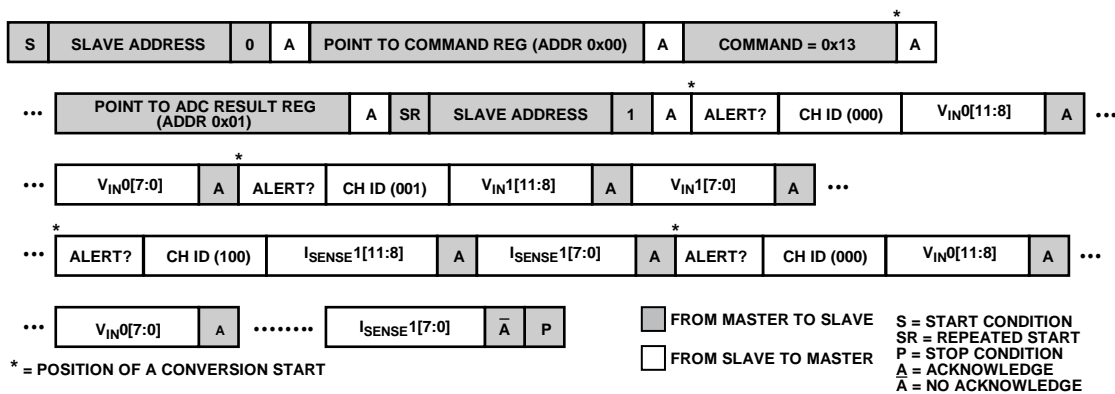 *
S SLAVE ADDRESS 0 A POINT TO COMMAND REG (ADDR 0x00) A COMMAND = 0x13 A
*
••• POINT TO ADC RESULT REG
(ADDR 0x01) A SR SLAVE ADDRESS 1 A ALERT? CH ID (000) VIN0[11:8] A •••
*
••• VIN0[7:0] A ALERT? CH ID (001) VIN1[11:8] A VIN1[7:0] A •••
* *
••• ALERT? CH ID (100) ISENSE1[11:8] A ISENSE1[7:0] A ALERT? CH ID (000) VIN0[11:8] A •••
••• VIN0[7:0] A •••••••• ISENSE1[7:0] A̅ P
* = POSITION OF A CONVERSION START
FROM MASTER TO SLAVE
FROM SLAVE TO MASTER
S = START CONDITION
SR = REPEATED START
P = STOP CONDITION
A = ACKNOWLEDGE
A̅ = NO ACKNOWLEDGE